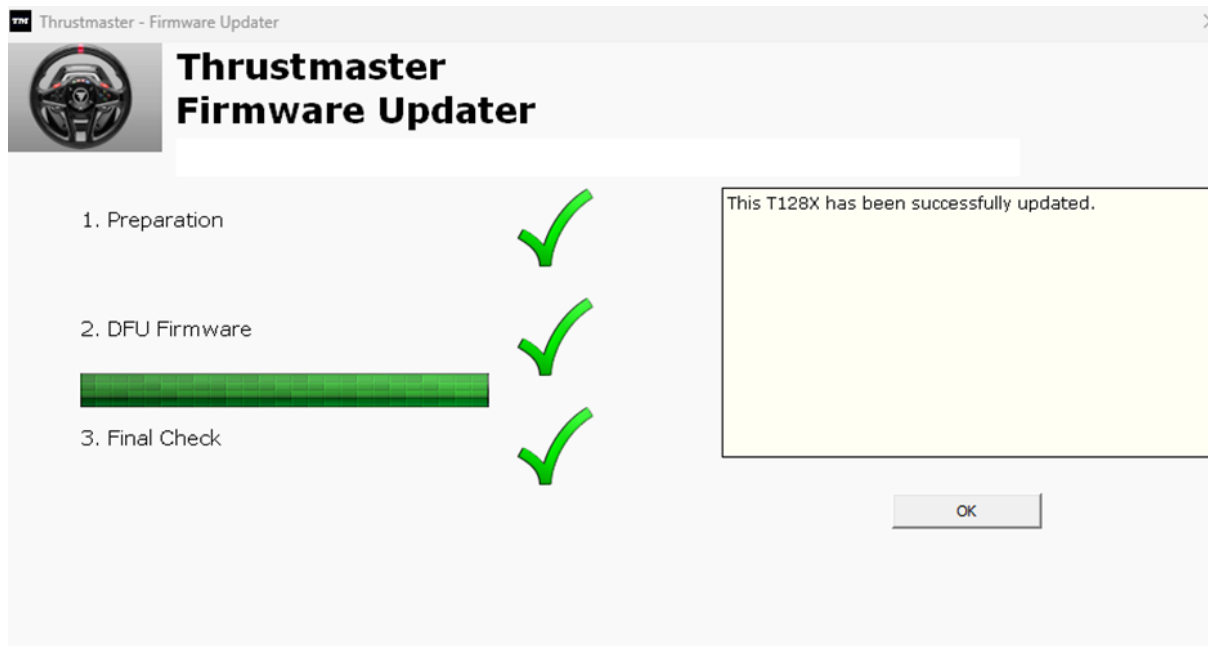 TM Thrustmaster - Firmware Updater
Thrustmaster
Firmware Updater
1. Preparation
This T128X has been successfully updated.
2. DFU Firmware
3. Final Check
OK